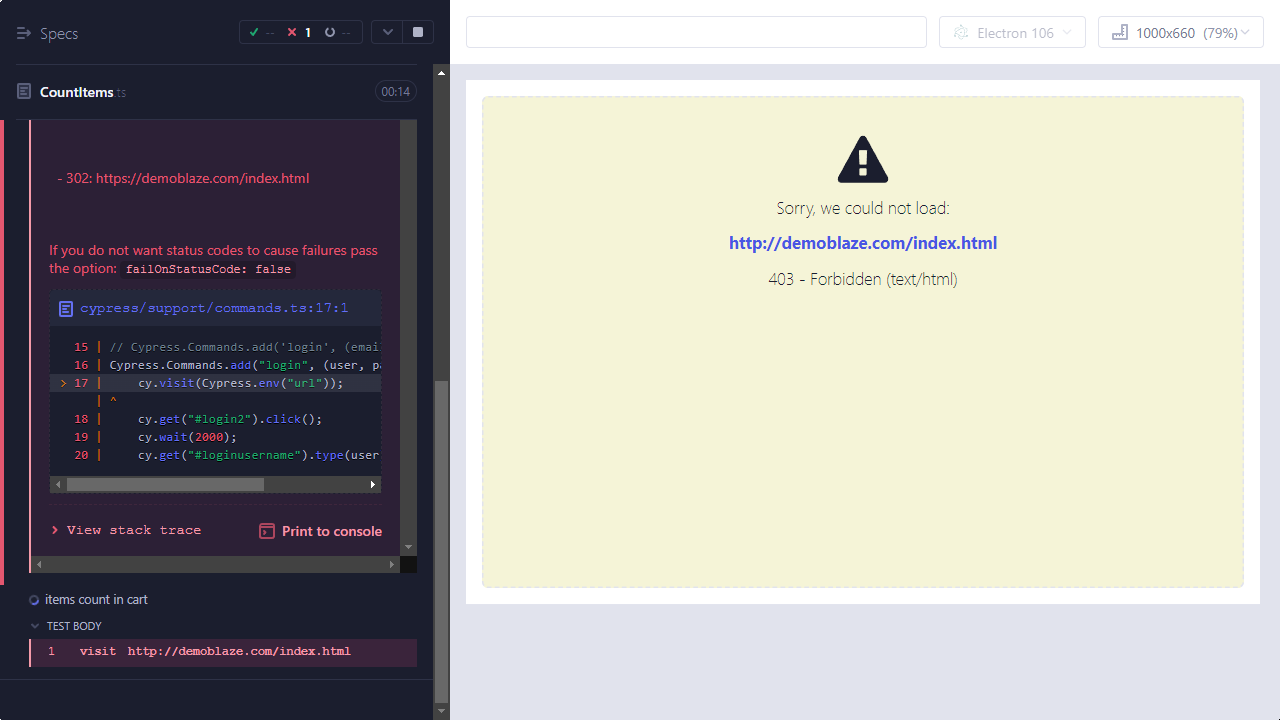 Specs
-- 1 --
CountItems ts
00:14
- 302: https://demoblaze.com/index.html
If you do not want status codes to cause failures pass
the option: failOnStatusCode: false
cypress/support/commands.ts:17:1
15 | // Cypress.Commands.add('login', (emai
16 | Cypress.Commands.add("login", (user, pa
> 17 | cy.visit(Cypress.env("url"));
| ^
18 | cy.get("#login2").click();
19 | cy.wait(2000);
20 | cy.get("#loginusername").type(user
> View stack trace
Print to console
items count in cart
TEST BODY
1 visit http://demoblaze.com/index.html
Electron 106
1000x660 (79%)
Sorry, we could not load:
http://demoblaze.com/index.html
403 - Forbidden (text/html)